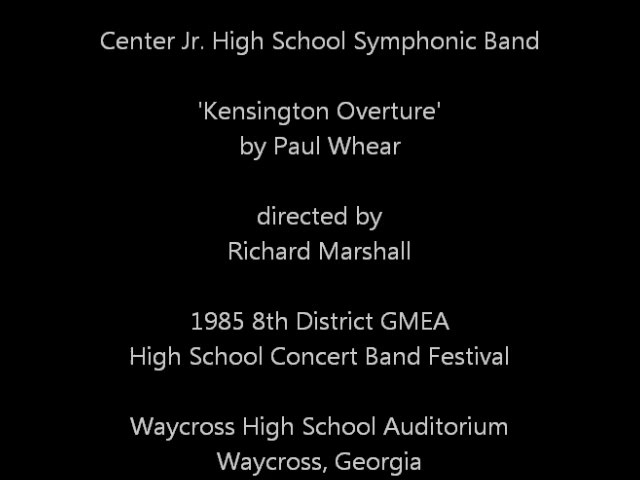 Center Jr. High School Symphonic Band
'Kensington Overture'
by Paul Whear
directed by
Richard Marshall
1985 8th District GMEA
High School Concert Band Festival
Waycross High School Auditorium
Waycross, Georgia